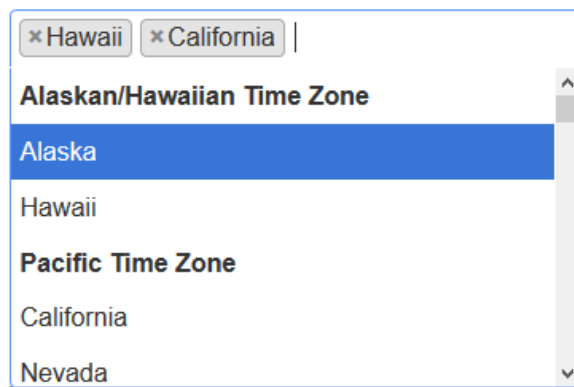 ×Hawaii ×California
Alaskan/Hawaiian Time Zone
Alaska
Hawaii
Pacific Time Zone
California
Nevada